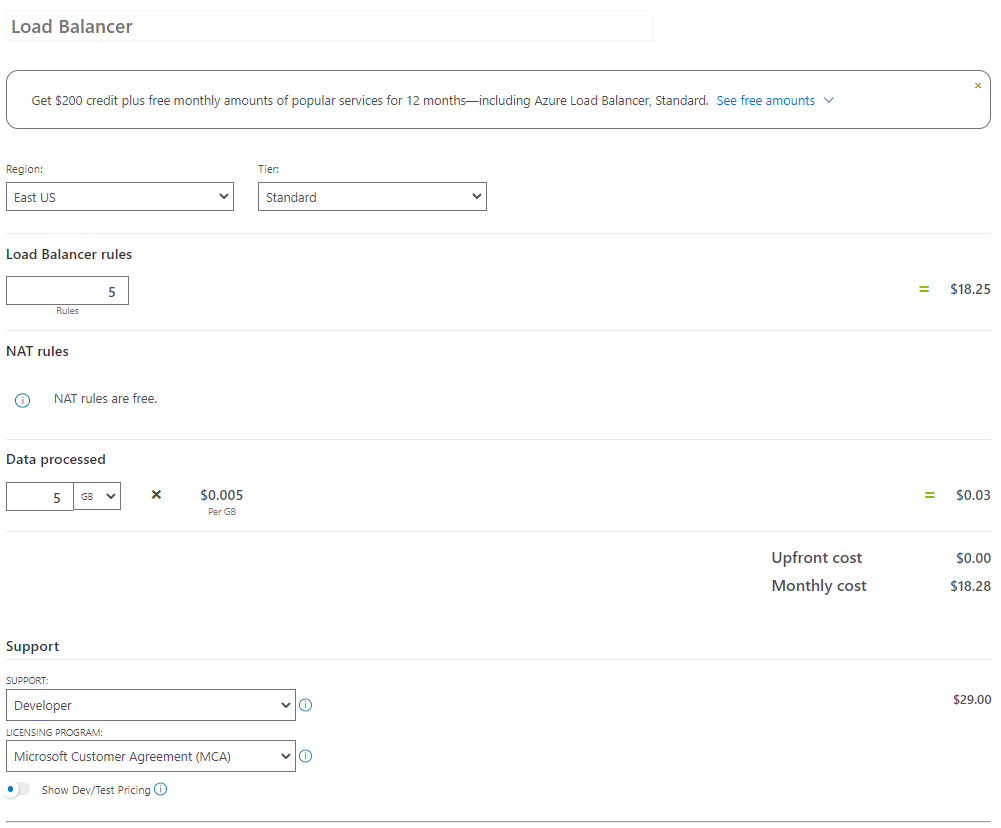 Load Balancer
×
Get $200 credit plus free monthly amounts of popular services for 12 months—including Azure Load Balancer, Standard. See free amounts
Region:
Tier:
East US
Standard
Load Balancer rules
5
= $18.25
Rules
NAT rules
NAT rules are free.
Data processed
5 GB × $0.005 = $0.03
Per GB
Upfront cost $0.00
Monthly cost $18.28
Support
SUPPORT:
Developer
$29.00
LICENSING PROGRAM:
Microsoft Customer Agreement (MCA)
Show Dev/Test Pricing